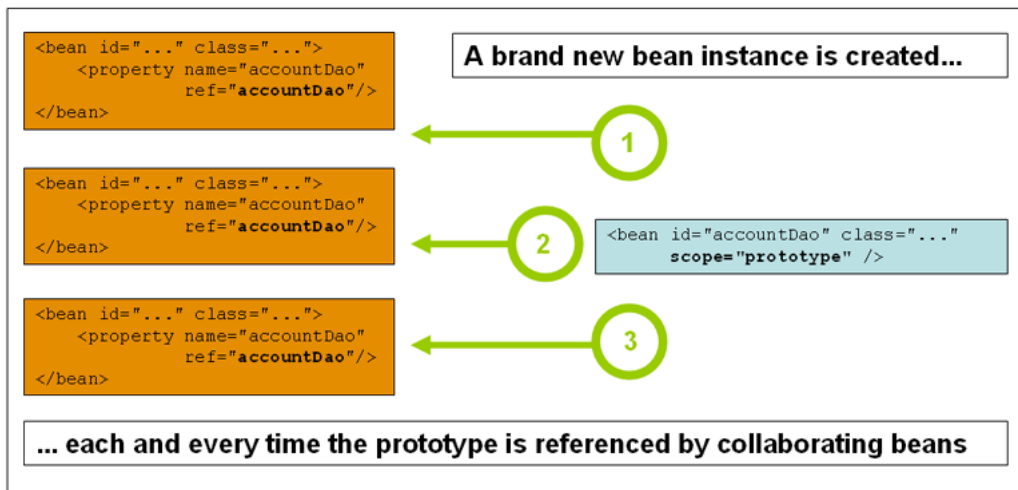 <bean id="..." class="...">
<property name="accountDao"
ref="accountDao"/>
</bean>
A brand new bean instance is created...
1
<bean id="..." class="...">
<property name="accountDao"
ref="accountDao"/>
</bean>
2
<bean id="accountDao" class="..."
scope="prototype" />
<bean id="..." class="...">
<property name="accountDao"
ref="accountDao"/>
</bean>
3
... each and every time the prototype is referenced by collaborating beans